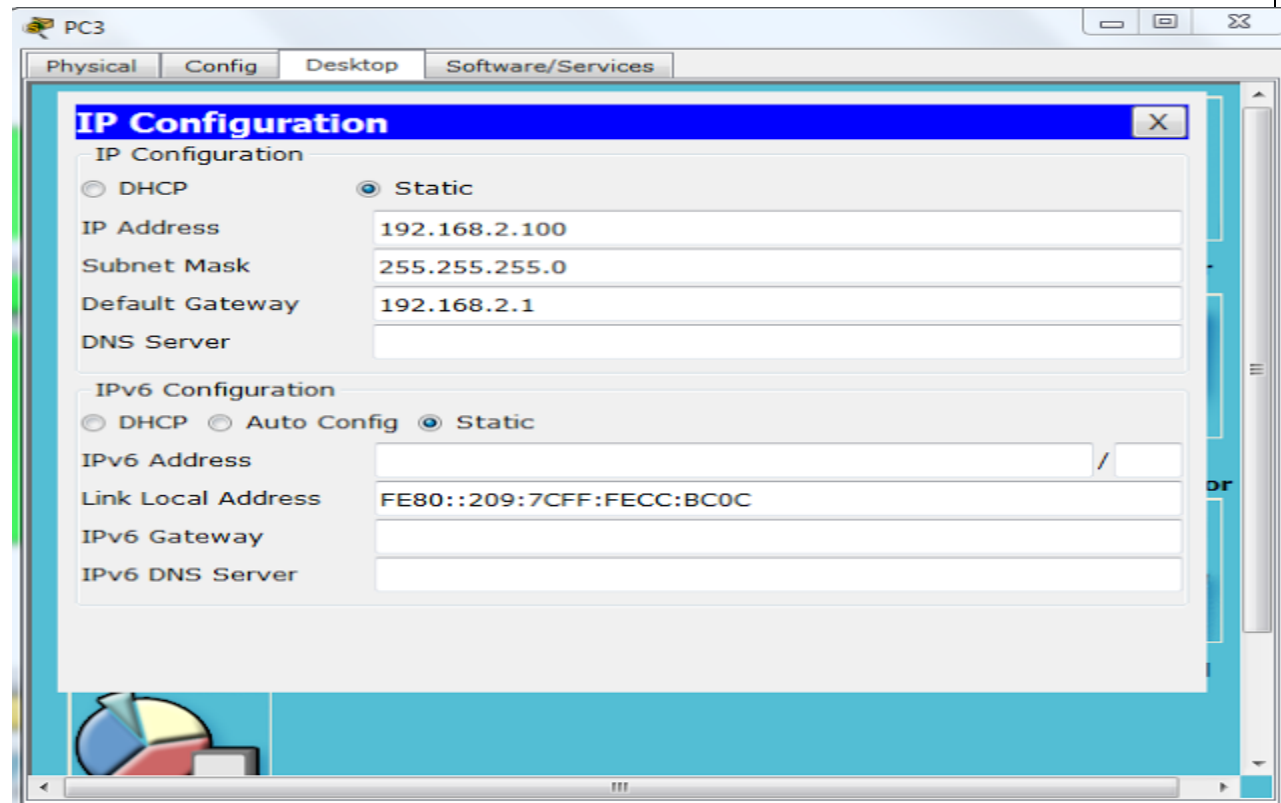 PC3
Physical Config Desktop Software/Services
IP Configuration X
IP Configuration
DHCP Static
IP Address 192.168.2.100
Subnet Mask 255.255.255.0
Default Gateway 192.168.2.1
DNS Server
IPv6 Configuration
DHCP Auto Config Static
IPv6 Address /
Link Local Address FE80::209:7CFF:FECC:BC0C
or
IPv6 Gateway
IPv6 DNS Server